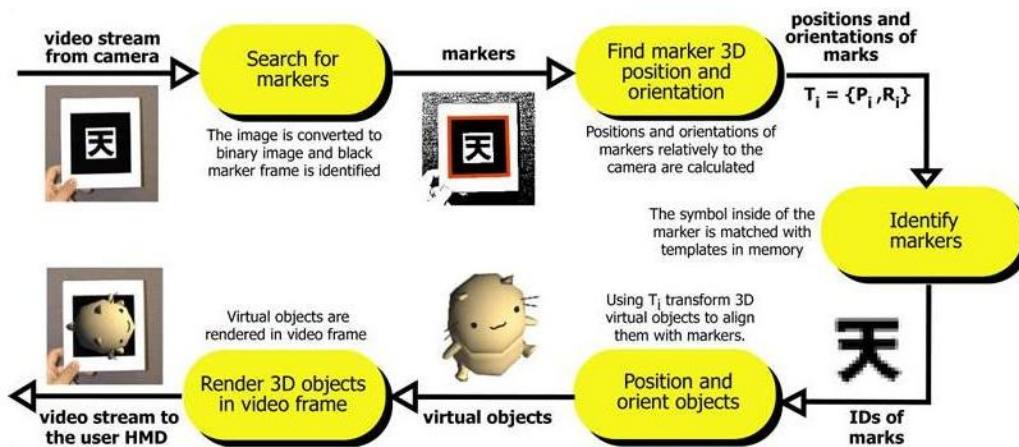 video stream
from camera
Search for
markers
The image is converted to
binary image and black
marker frame is identified
天
markers
天
Find marker 3D
position and
orientation
Positions and orientations of
markers relatively to the
camera are calculated
positions and
orientations of
marks
Tᵢ = {Pᵢ ,Rᵢ}
Identify
markers
The symbol inside of the
marker is matched with
templates in memory
天
IDs of
marks
Using Tᵢ transform 3D
virtual objects to align
them with markers.
Position and
orient objects
virtual objects
Virtual objects are
rendered in video frame
Render 3D objects
in video frame
video stream to
the user HMD